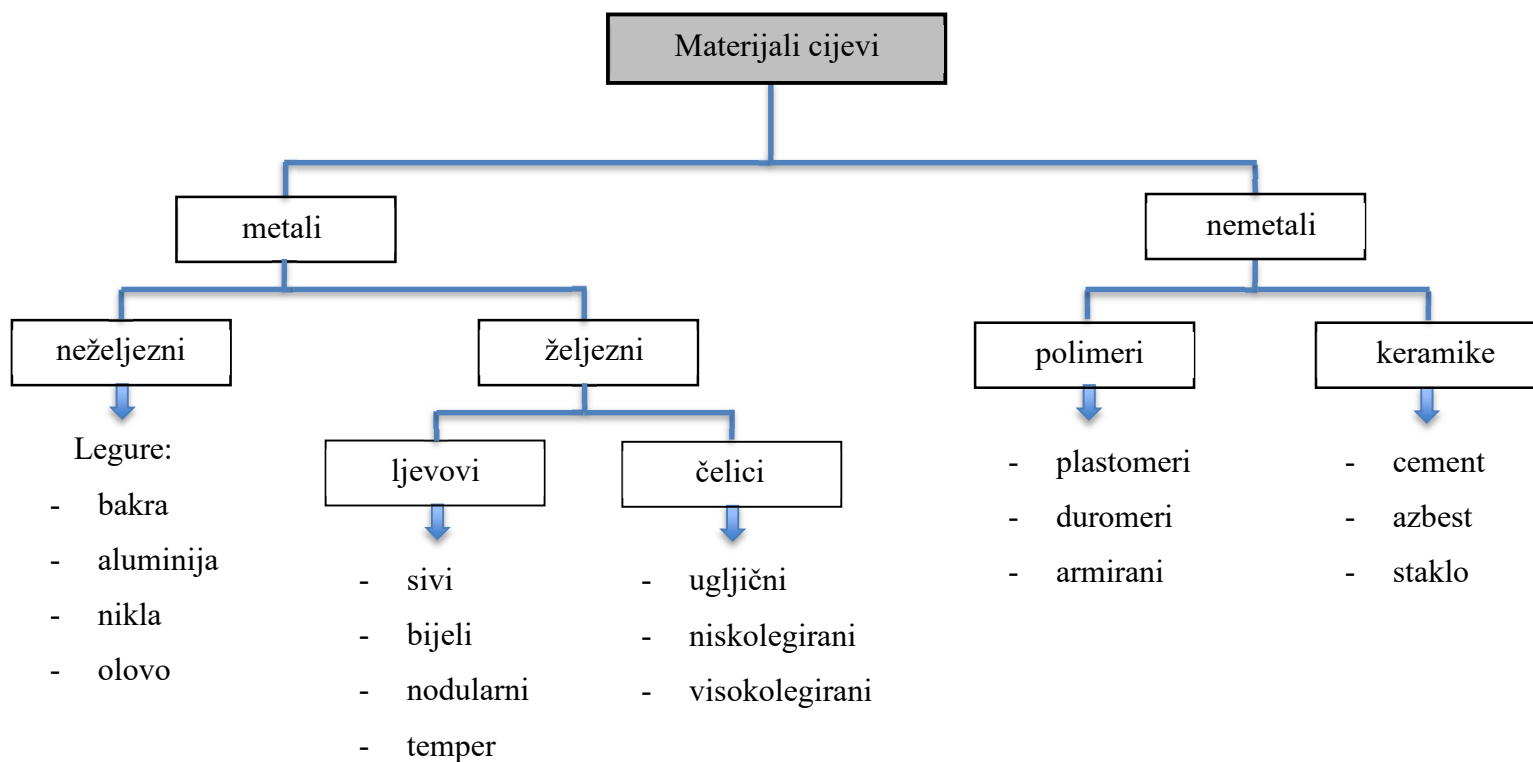 Materijali cijevi
metali
nemetali
neželjezni
željezni
polimeri
keramike
Legure:
- bakra
- aluminija
- nikla
- olovo
ljevovi
čelici
- sivi
- bijeli
- nodularni
- temper
- ugljični
- niskolegirani
- visokolegirani
- plastomeri
- duromeri
- armirani
- cement
- azbest
- staklo